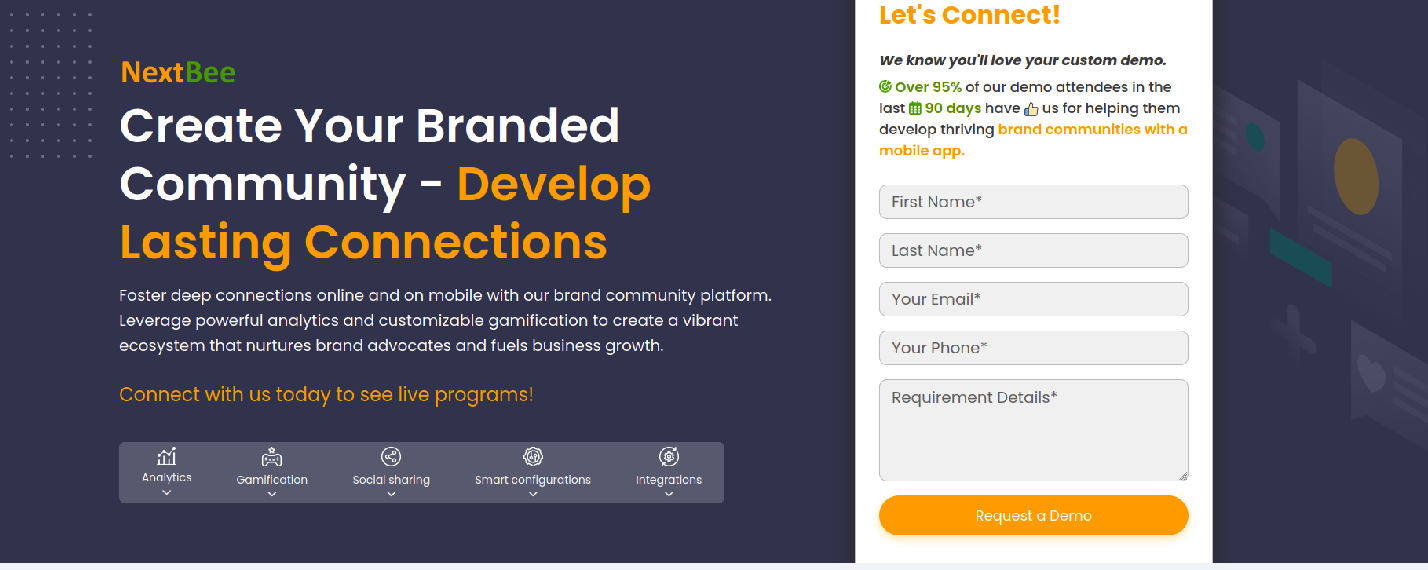 NextBee
Create Your Branded
Community - Develop
Lasting Connections
Foster deep connections online and on mobile with our brand community platform.
Leverage powerful analytics and customizable gamification to create a vibrant
ecosystem that nurtures brand advocates and fuels business growth.
Connect with us today to see live programs!
Analytics
Gamification
Social sharing
Smart configurations
Integrations
Let's Connect!
We know you'll love your custom demo.
Over 95% of our demo attendees in the
last 90 days have 👍 us for helping them
develop thriving brand communities with a
mobile app.
First Name*
Last Name*
Your Email*
Your Phone*
Requirement Details*
Request a Demo